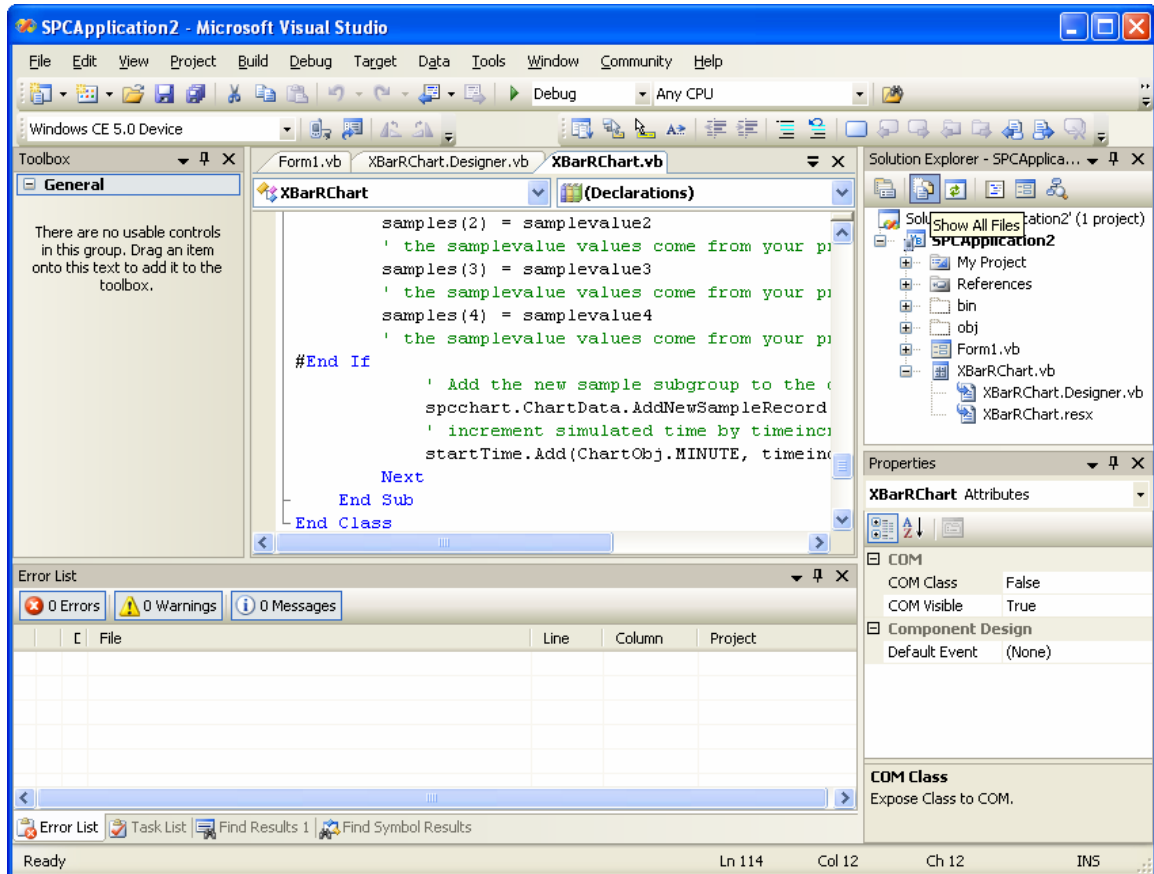 SPCApplication2 - Microsoft Visual Studio
File Edit View Project Build Debug Target Data Tools Window Community Help
Debug Any CPU
Windows CE 5.0 Device
Toolbox
General
There are no usable controls
in this group. Drag an item
onto this text to add it to the
toolbox.
Form1.vb XBarRChart.Designer.vb XBarRChart.vb
XBarRChart (Declarations)
samples(2) = samplevalue2
' the samplevalue values come from your
samples(3) = samplevalue3
' the samplevalue values come from your
samples(4) = samplevalue4
' the samplevalue values come from your
#End If
' Add the new sample subgroup to the
spcchart.ChartData.AddNewSampleRecord
' increment simulated time by timeinc
startTime.Add(ChartObj.MINUTE, timein
Next
End Sub
End Class
Solution Explorer - SPCApplica...
Show All Files
Solu ication2' (1 project)
SPCApplication2
My Project
References
bin
obj
Form1.vb
XBarRChart.vb
XBarRChart.Designer.vb
XBarRChart.resx
Properties
XBarRChart Attributes
COM
COM Class False
COM Visible True
Component Design
Default Event (None)
COM Class
Expose Class to COM.
Error List
0 Errors 0 Warnings 0 Messages
File Line Column Project
Error List Task List Find Results 1 Find Symbol Results
Ready Ln 114 Col 12 Ch 12 INS